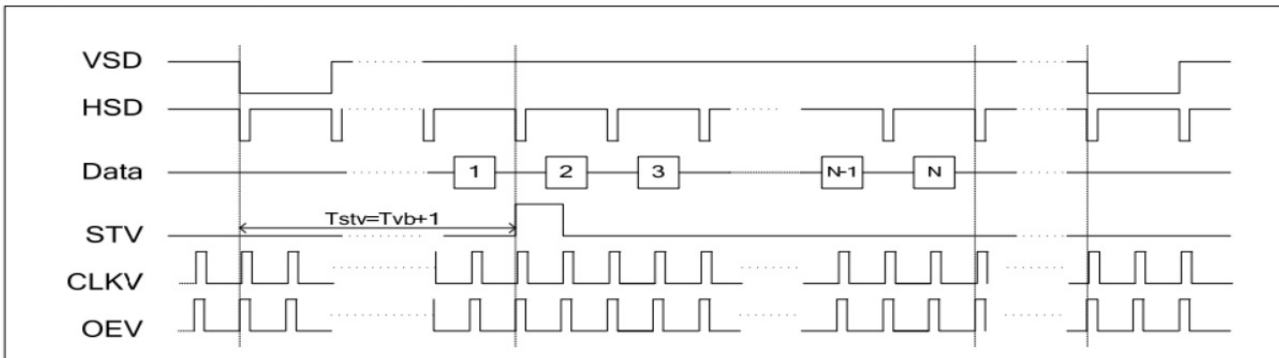 VSD
HSD
Data 1 2 3 N-1 N
Tstv=Tvb+1
STV
CLKV
OEV